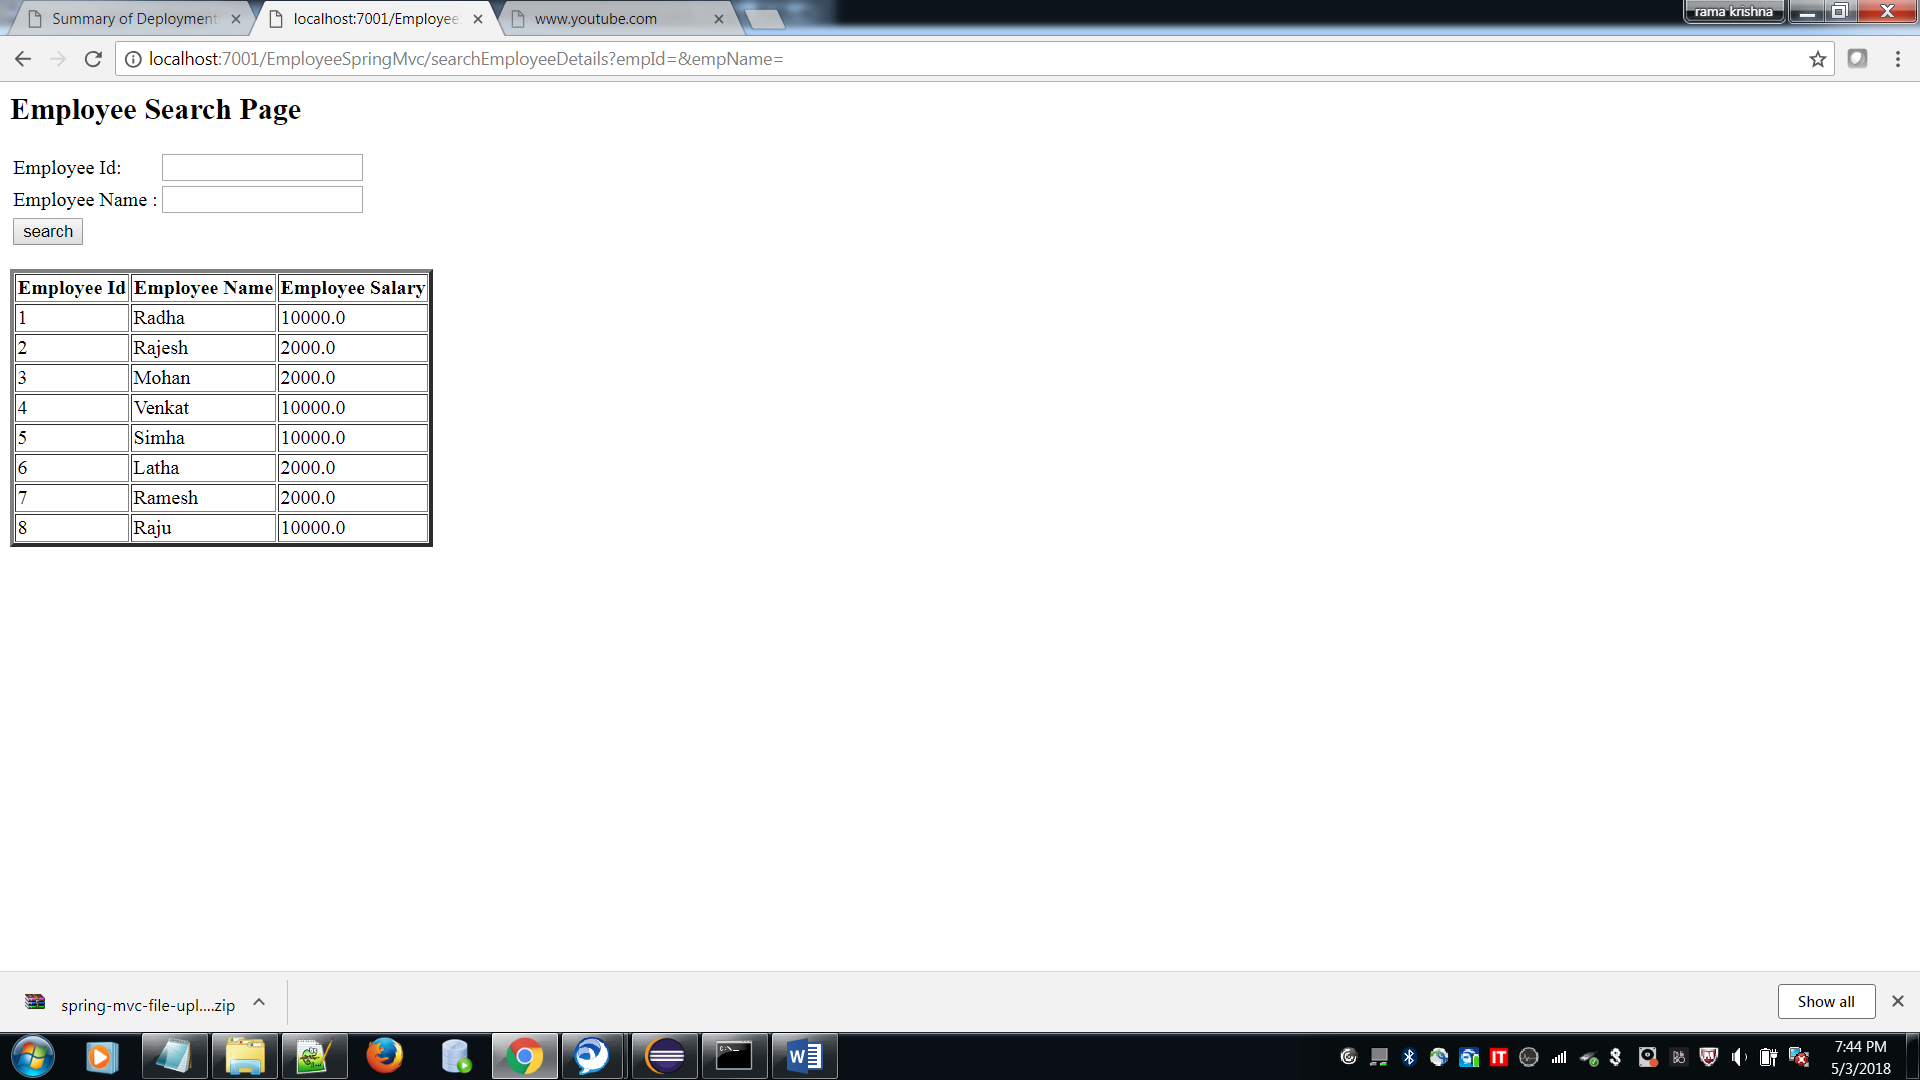 Summary of Deployment
localhost:7001/Employee
www.youtube.com
rama krishna
localhost:7001/EmployeeSpringMvc/searchEmployeeDetails?empId=&empName=
Employee Search Page
Employee Id:
Employee Name :
search
Employee Id Employee Name Employee Salary
1 Radha 10000.0
2 Rajesh 2000.0
3 Mohan 2000.0
4 Venkat 10000.0
5 Simha 10000.0
6 Latha 2000.0
7 Ramesh 2000.0
8 Raju 10000.0
spring-mvc-file-upl....zip
Show all
7:44 PM
5/3/2018